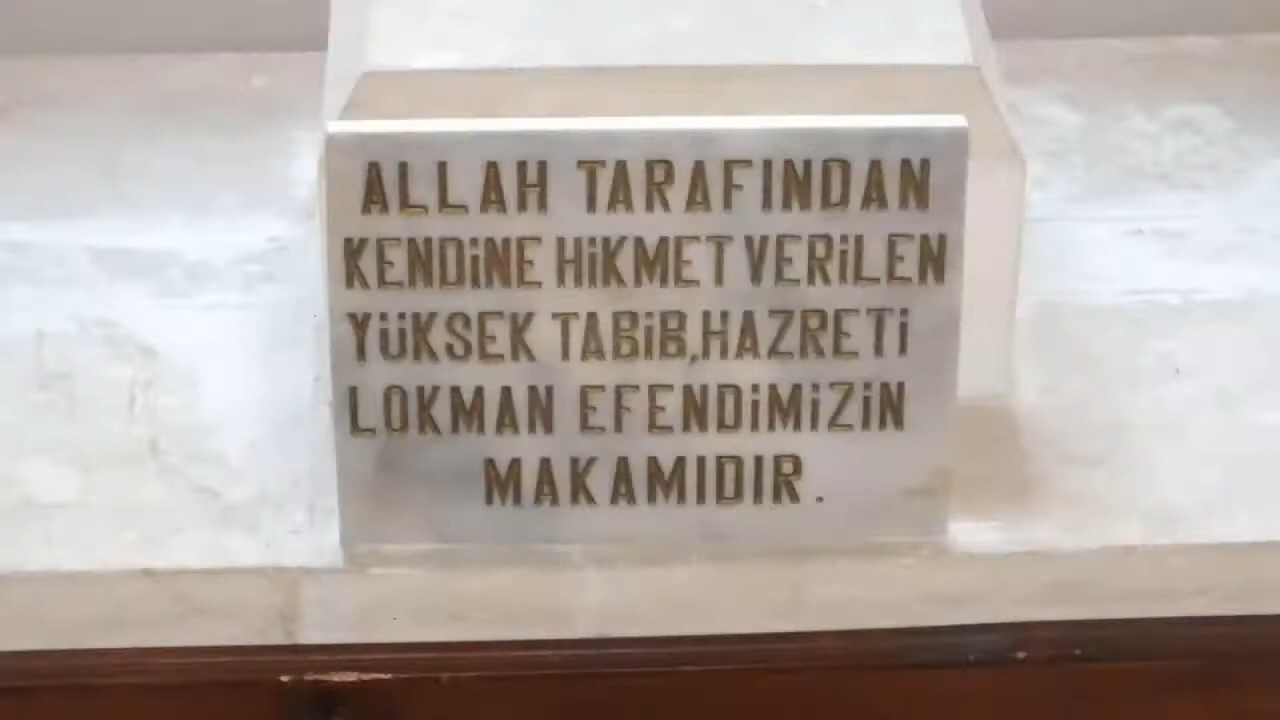 ALLAH TARAFINDAN
KENDiNE HiKMET VERiLEN
YÜKSEK TABiB,HAZRETi
LOKMAN EFENDiMiZiN
MAKAMIDIR.